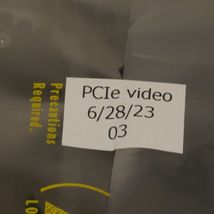 PCIe video
6/28/23
03
Precautions
Required.